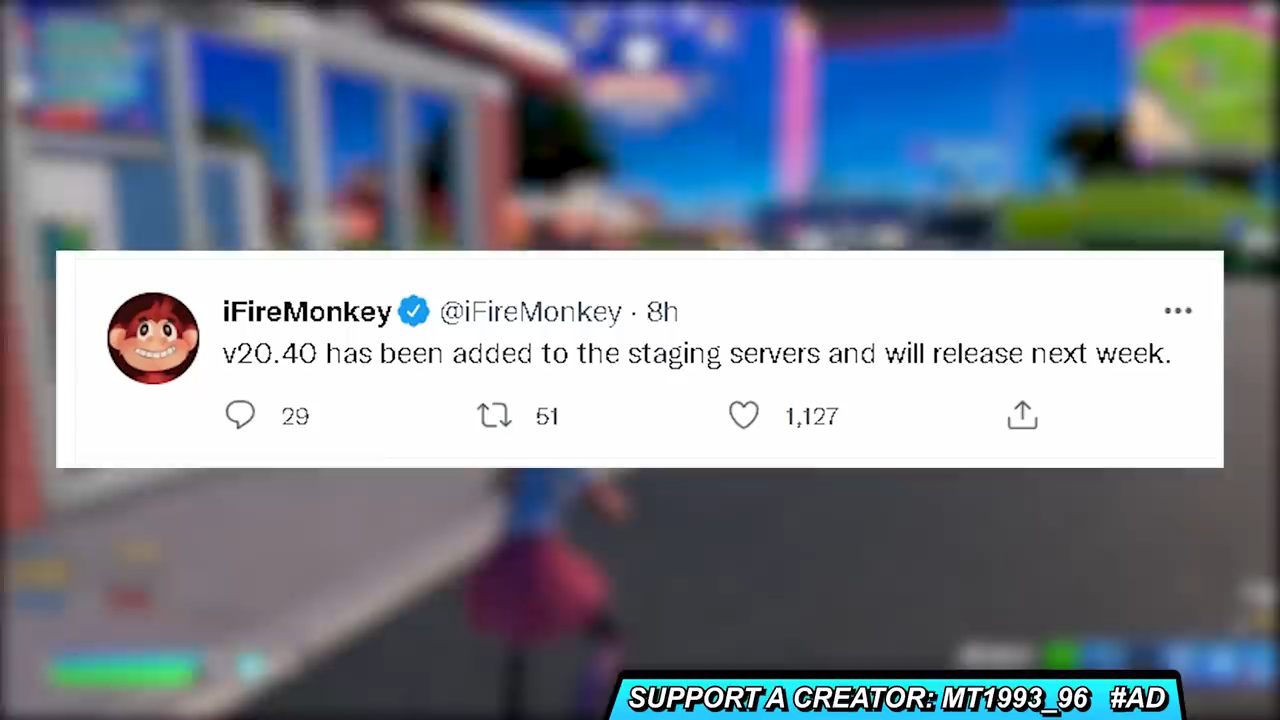 iFireMonkey @iFireMonkey · 8h
v20.40 has been added to the staging servers and will release next week.
29 51 1,127
SUPPORT A CREATOR: MT1993_96 #AD